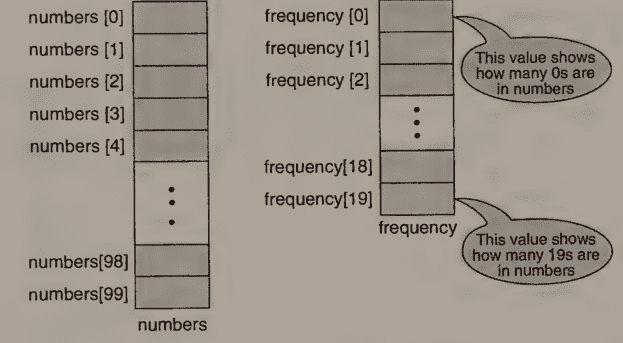 numbers [0]
numbers [1]
numbers [2]
numbers [3]
numbers [4]
numbers[98]
numbers[99]
numbers
frequency [0]
frequency [1]
frequency [2]
frequency[18]
frequency[19]
frequency
This value shows
how many 0s are
in numbers
This value shows
how many 19s are
in numbers